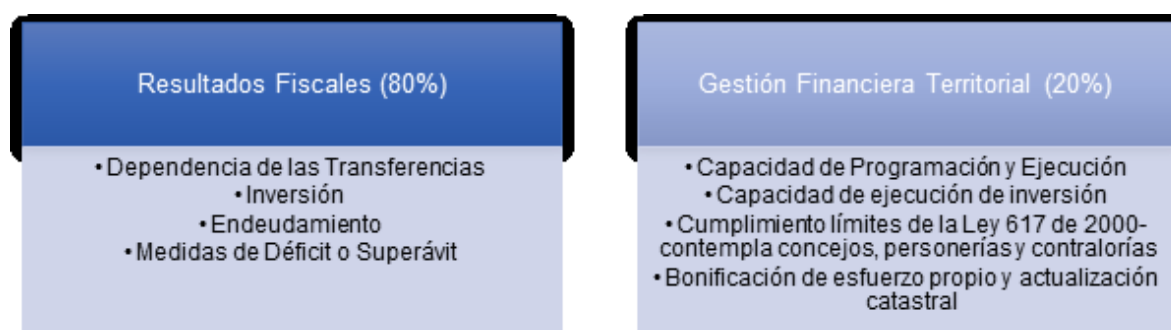 Resultados Fiscales (80%)
•Dependencia de las Transferencias
•Inversión
•Endeudamiento
•Medidas de Déficit o Superávit
Gestión Financiera Territorial (20%)
•Capacidad de Programación y Ejecución
•Capacidad de ejecución de inversión
•Cumplimiento límites de la Ley 617 de 2000-
contempla concejos, personerías y contralorías
•Bonificación de esfuerzo propio y actualización
catastral